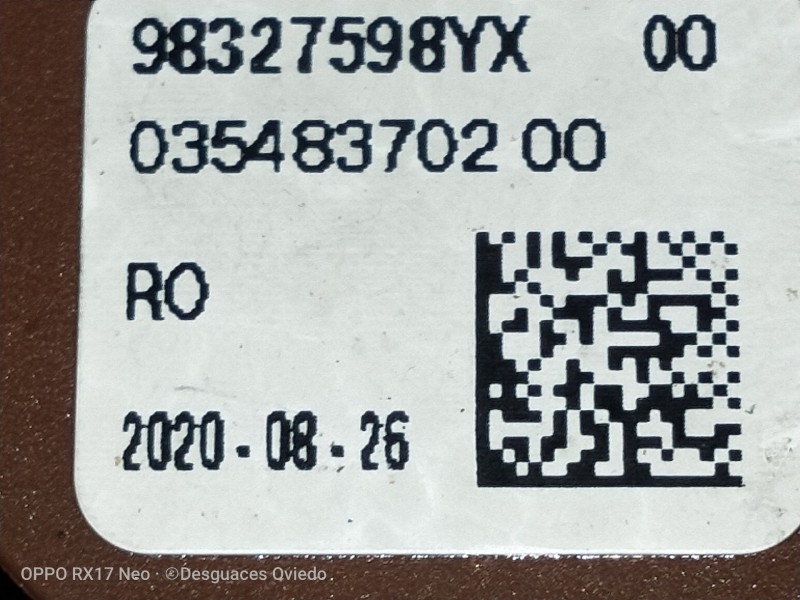 98327598YX 00
035483702 00
RO
2020-08-26
OPPO RX17 Neo · ©Desguaces Oviedo